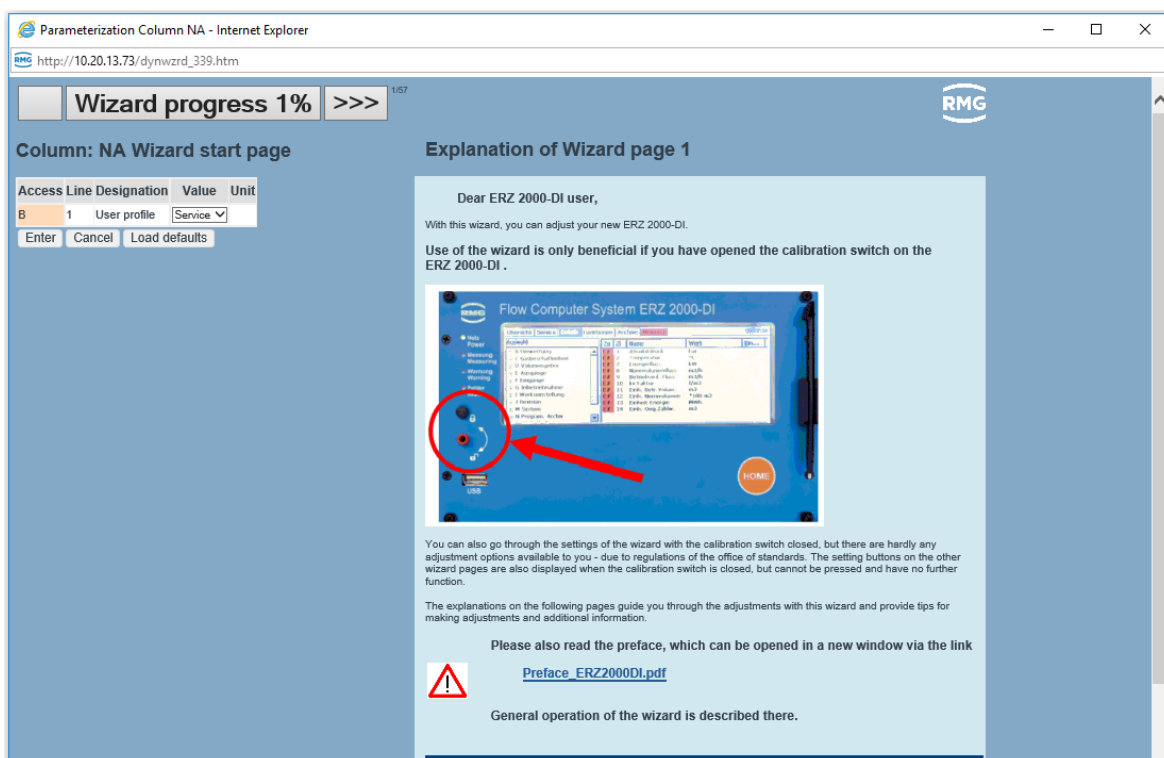 Parameterization Column NA - Internet Explorer
http://10.20.13.73/dynwzrd_339.htm
Wizard progress 1% >>> 1/57
RMG
Column: NA Wizard start page
Access Line Designation Value Unit
B 1 User profile Service
Enter Cancel Load defaults
Explanation of Wizard page 1
Dear ERZ 2000-DI user,
With this wizard, you can adjust your new ERZ 2000-DI.
Use of the wizard is only beneficial if you have opened the calibration switch on the
ERZ 2000-DI .
RMG Flow Computer System ERZ 2000-DI
Netz
Power
Messung
Measuring
Warnung
Warning
USB
HOME
You can also go through the settings of the wizard with the calibration switch closed, but there are hardly any
adjustment options available to you - due to regulations of the office of standards. The setting buttons on the other
wizard pages are also displayed when the calibration switch is closed, but cannot be pressed and have no further
function.
The explanations on the following pages guide you through the adjustments with this wizard and provide tips for
making adjustments and additional information.
Please also read the preface, which can be opened in a new window via the link
Preface_ERZ2000DI.pdf
General operation of the wizard is described there.